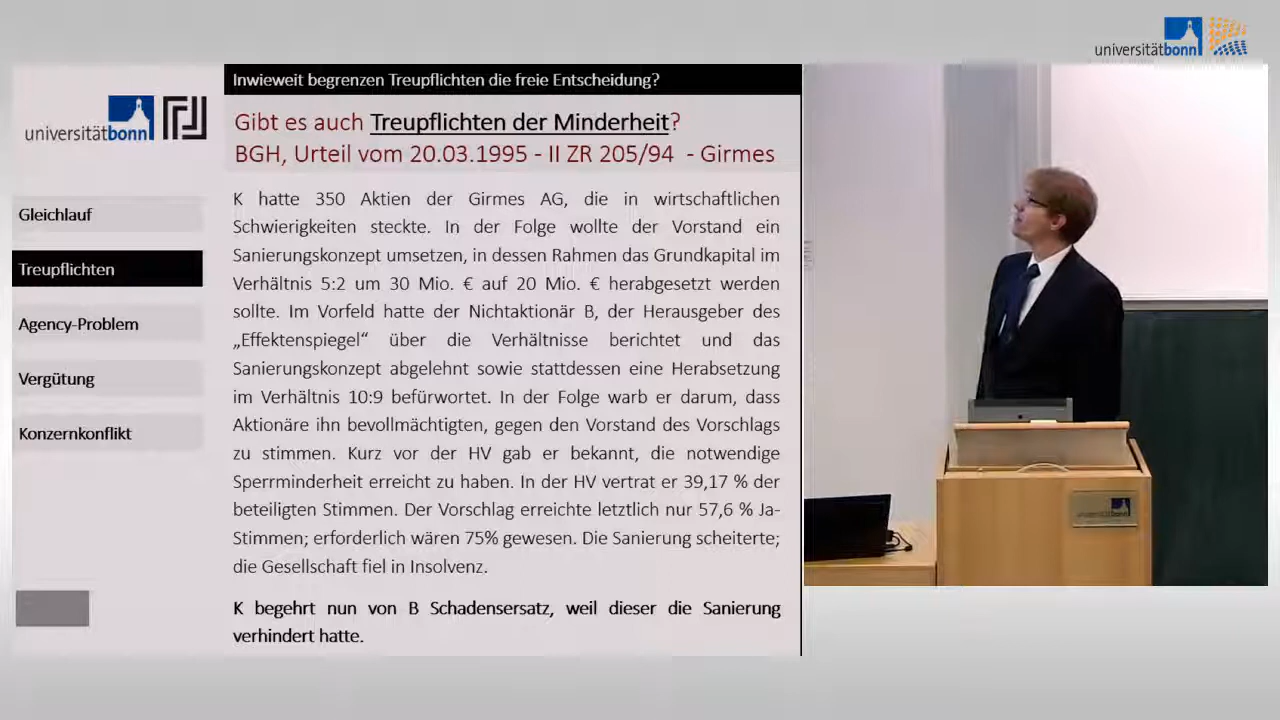 universitätbonn
universitätbonn
Gleichlauf
Treupflichten
Agency-Problem
Vergütung
Konzernkonflikt
Inwieweit begrenzen Treupflichten die freie Entscheidung?
Gibt es auch Treupflichten der Minderheit?
BGH, Urteil vom 20.03.1995 - II ZR 205/94 - Girmes
K hatte 350 Aktien der Girmes AG, die in wirtschaftlichen
Schwierigkeiten steckte. In der Folge wollte der Vorstand ein
Sanierungskonzept umsetzen, in dessen Rahmen das Grundkapital im
Verhältnis 5:2 um 30 Mio. € auf 20 Mio. € herabgesetzt werden
sollte. Im Vorfeld hatte der Nichtaktionär B, der Herausgeber des
„Effektenspiegel“ über die Verhältnisse berichtet und das
Sanierungskonzept abgelehnt sowie stattdessen eine Herabsetzung
im Verhältnis 10:9 befürwortet. In der Folge warb er darum, dass
Aktionäre ihn bevollmächtigten, gegen den Vorstand des Vorschlags
zu stimmen. Kurz vor der HV gab er bekannt, die notwendige
Sperrminderheit erreicht zu haben. In der HV vertrat er 39,17 % der
beteiligten Stimmen. Der Vorschlag erreichte letztlich nur 57,6 % Ja-
Stimmen; erforderlich wären 75% gewesen. Die Sanierung scheiterte;
die Gesellschaft fiel in Insolvenz.
K begehrt nun von B Schadensersatz, weil dieser die Sanierung
verhindert hatte.
universitätbonn